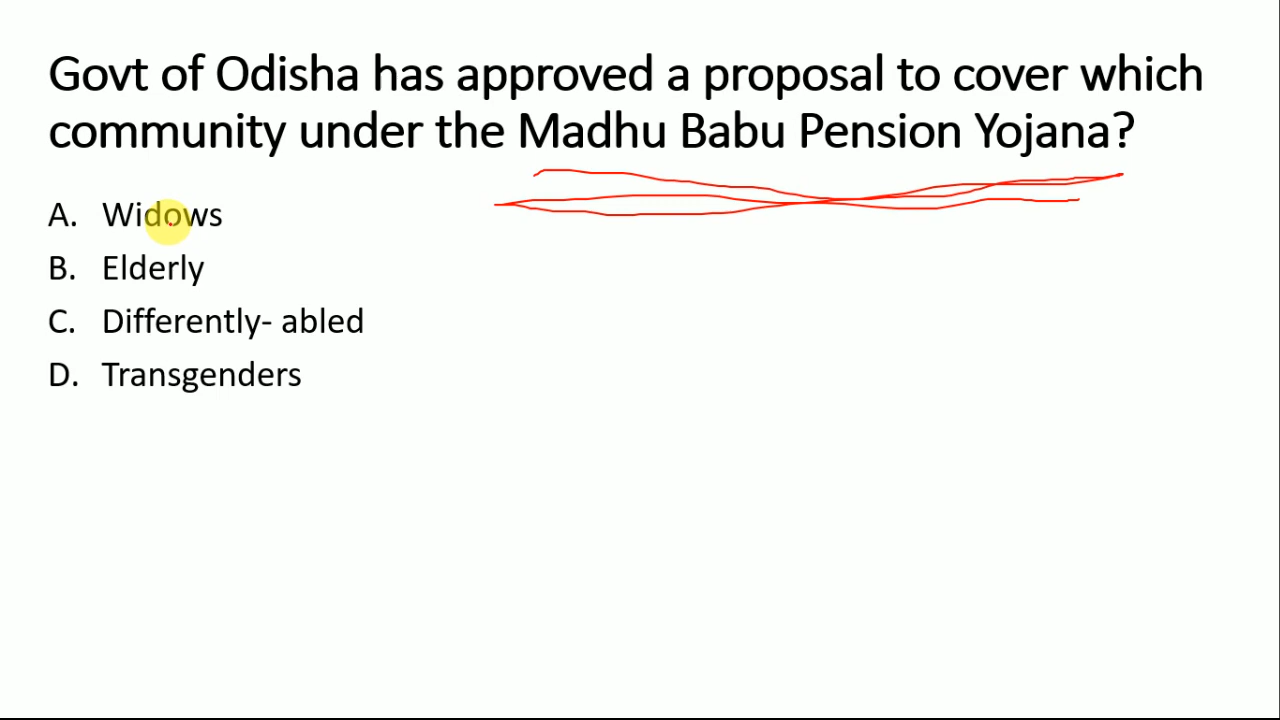 Govt of Odisha has approved a proposal to cover which
community under the Madhu Babu Pension Yojana?
A. Widows
B. Elderly
C. Differently- abled
D. Transgenders